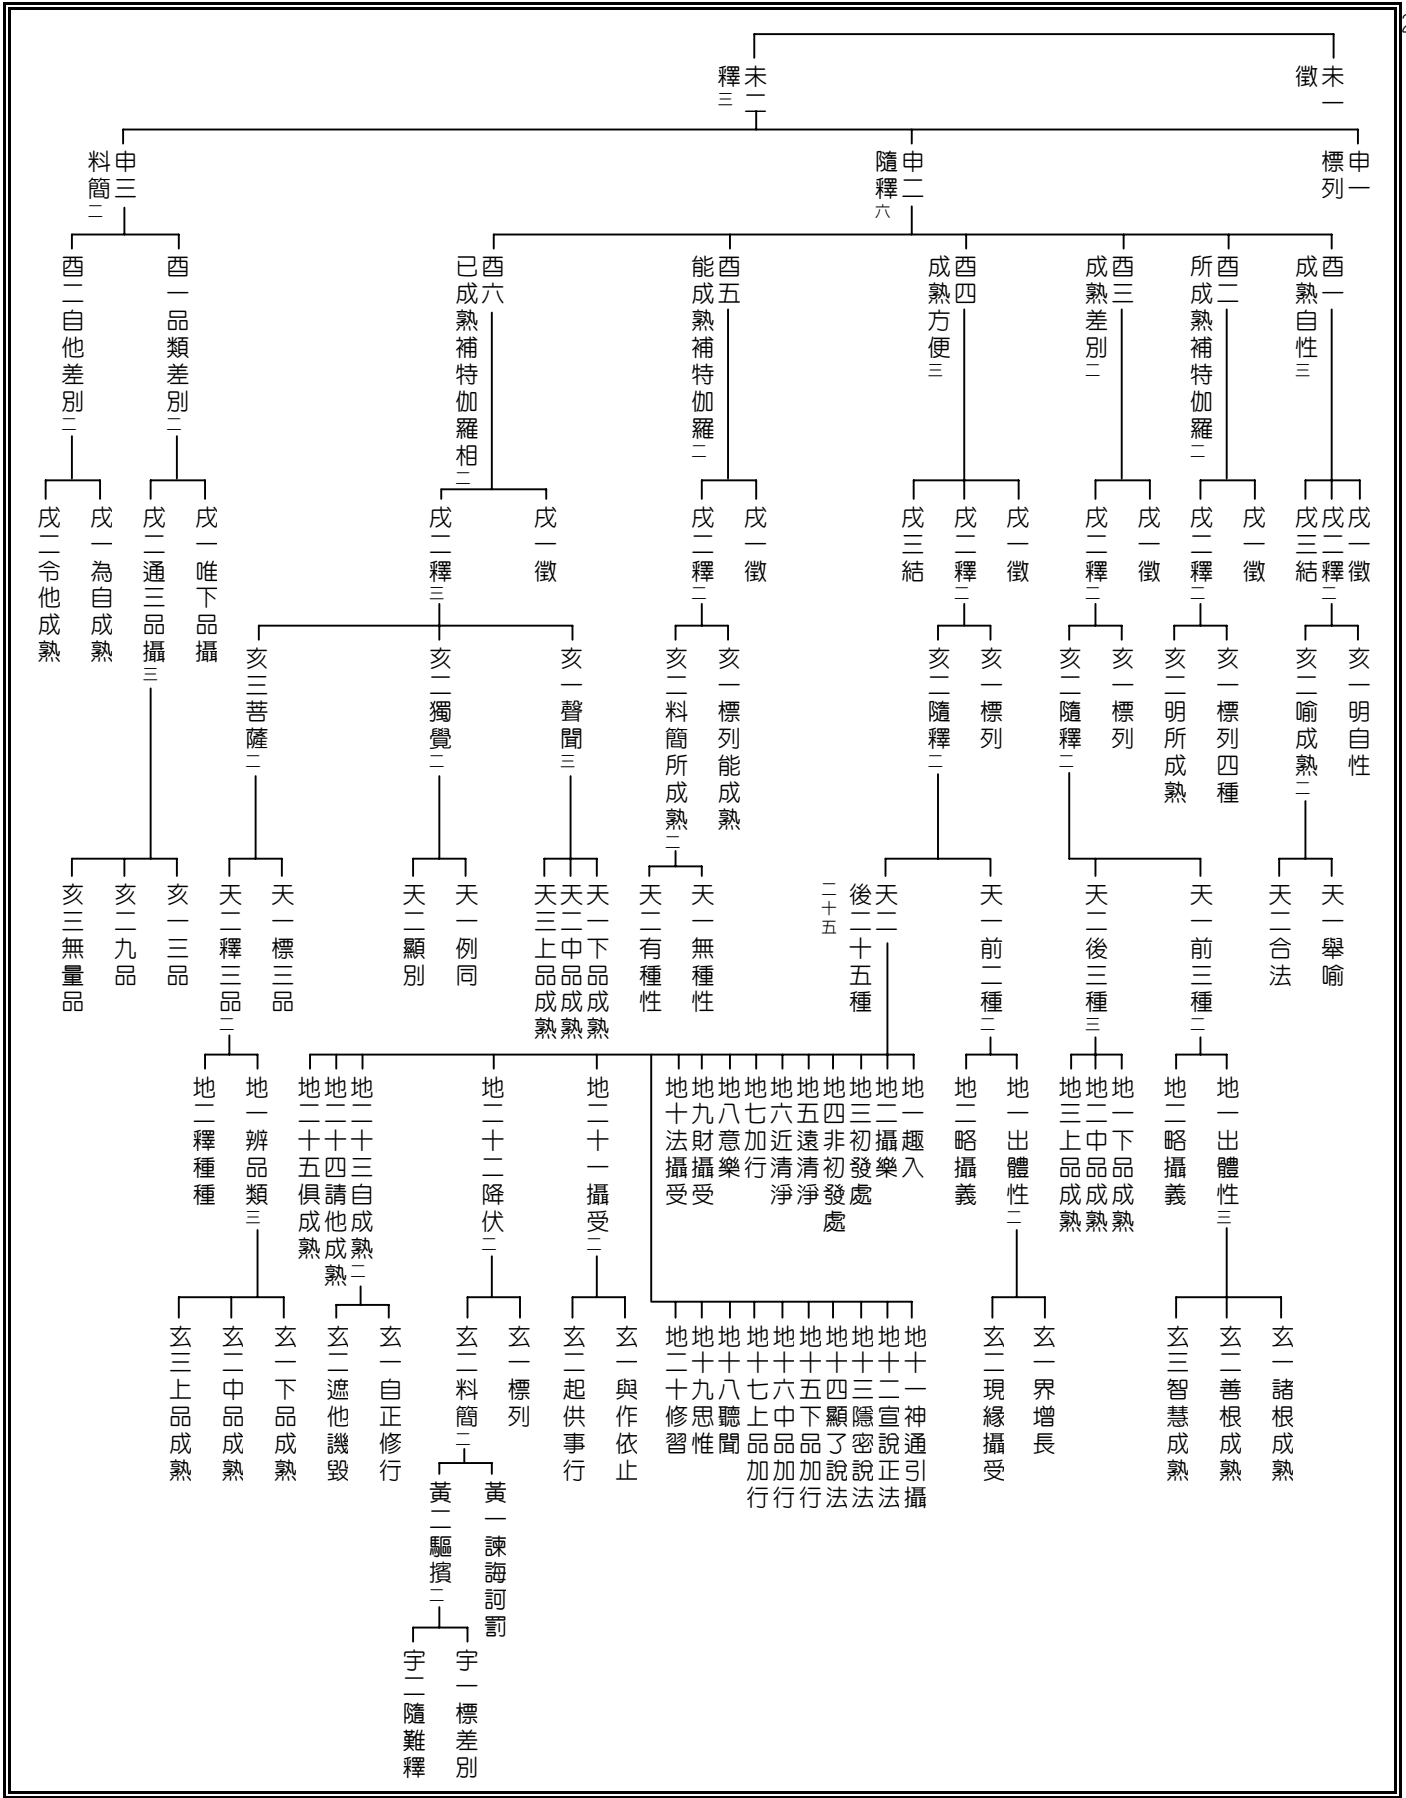 未一
徵
未二
釋三
申一
標列
申二
隨釋六
申三
料簡二
酉一
成熟自性三
酉二
所成熟補特伽羅二
酉三
成熟差別二
酉四
成熟方便三
酉五
能成熟補特伽羅二
酉六
已成熟補特伽羅相二
酉一品類差別二
酉二自他差別二
戌一徵
戌二釋二
戌三結
戌一徵
戌二釋二
戌一徵
戌二釋二
戌一徵
戌二釋二
戌三結
戌一徵
戌二釋二
戌一徵
戌二釋三
戌一唯下品攝
戌二通三品攝三
戌一為自成熟
戌二令他成熟
亥一明自性
亥二喻成熟二
亥一標列四種
亥二明所成熟
亥一標列
亥二隨釋二
亥一標列
亥二隨釋二
亥一標列能成熟
亥二料簡所成熟二
亥一聲聞三
亥二獨覺二
亥三菩薩二
天一舉喻
天二合法
天一前三種二
天二後三種三
天一前二種二
天二
後二十五種
二十五
天一無種性
天二有種性
天一下品成熟
天二中品成熟
天三上品成熟
天一例同
天二顯別
天一標三品
天二釋三品二
亥一三品
亥二九品
亥三無量品
地一出體性三
地二略攝義
地一下品成熟
地二中品成熟
地三上品成熟
地一出體性二
地二略攝義
地一趣入
地二攝樂
地三初發處
地四非初發處
地五遠清淨
地六近清淨
地七加行
地八意樂
地九財攝受
地十法攝受
地二十一攝受二
地二十二降伏二
地二十三自成熟二
地二十四請他成熟
地二十五俱成熟
地一辨品類三
地二釋種種
玄一諸根成熟
玄二善根成熟
玄三智慧成熟
玄一界增長
玄二現緣攝受
地十一神通引攝
地十二宣說正法
地十三隱密說法
地十四顯了說法
地十五下品加行
地十六中品加行
地十七上品加行
地十八聽聞
地十九思惟
地二十修習
玄一與作依止
玄二起供事行
玄一標列
玄二料簡二
玄一自正修行
玄二遮他譏毀
玄一下品成熟
玄二中品成熟
玄三上品成熟
黃一諫誨訶罰
黃二驅擯二
宇一標差別
宇二隨難釋